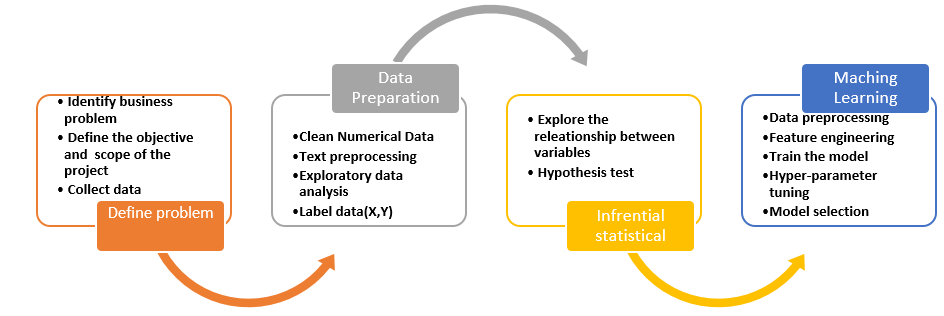 • Identify business
problem
• Define the objective
and scope of the
project
• Collect data
Define problem
Data
Preparation
•Clean Numerical Data
•Text preprocessing
•Exploratory data
analysis
•Label data(X,Y)
• Explore the
releationship between
variables
• Hypothesis test
Infrential
statistical
Maching
Learning
•Data preprocessing
•Feature engineering
•Train the model
•Hyper-parameter
tuning
•Model selection